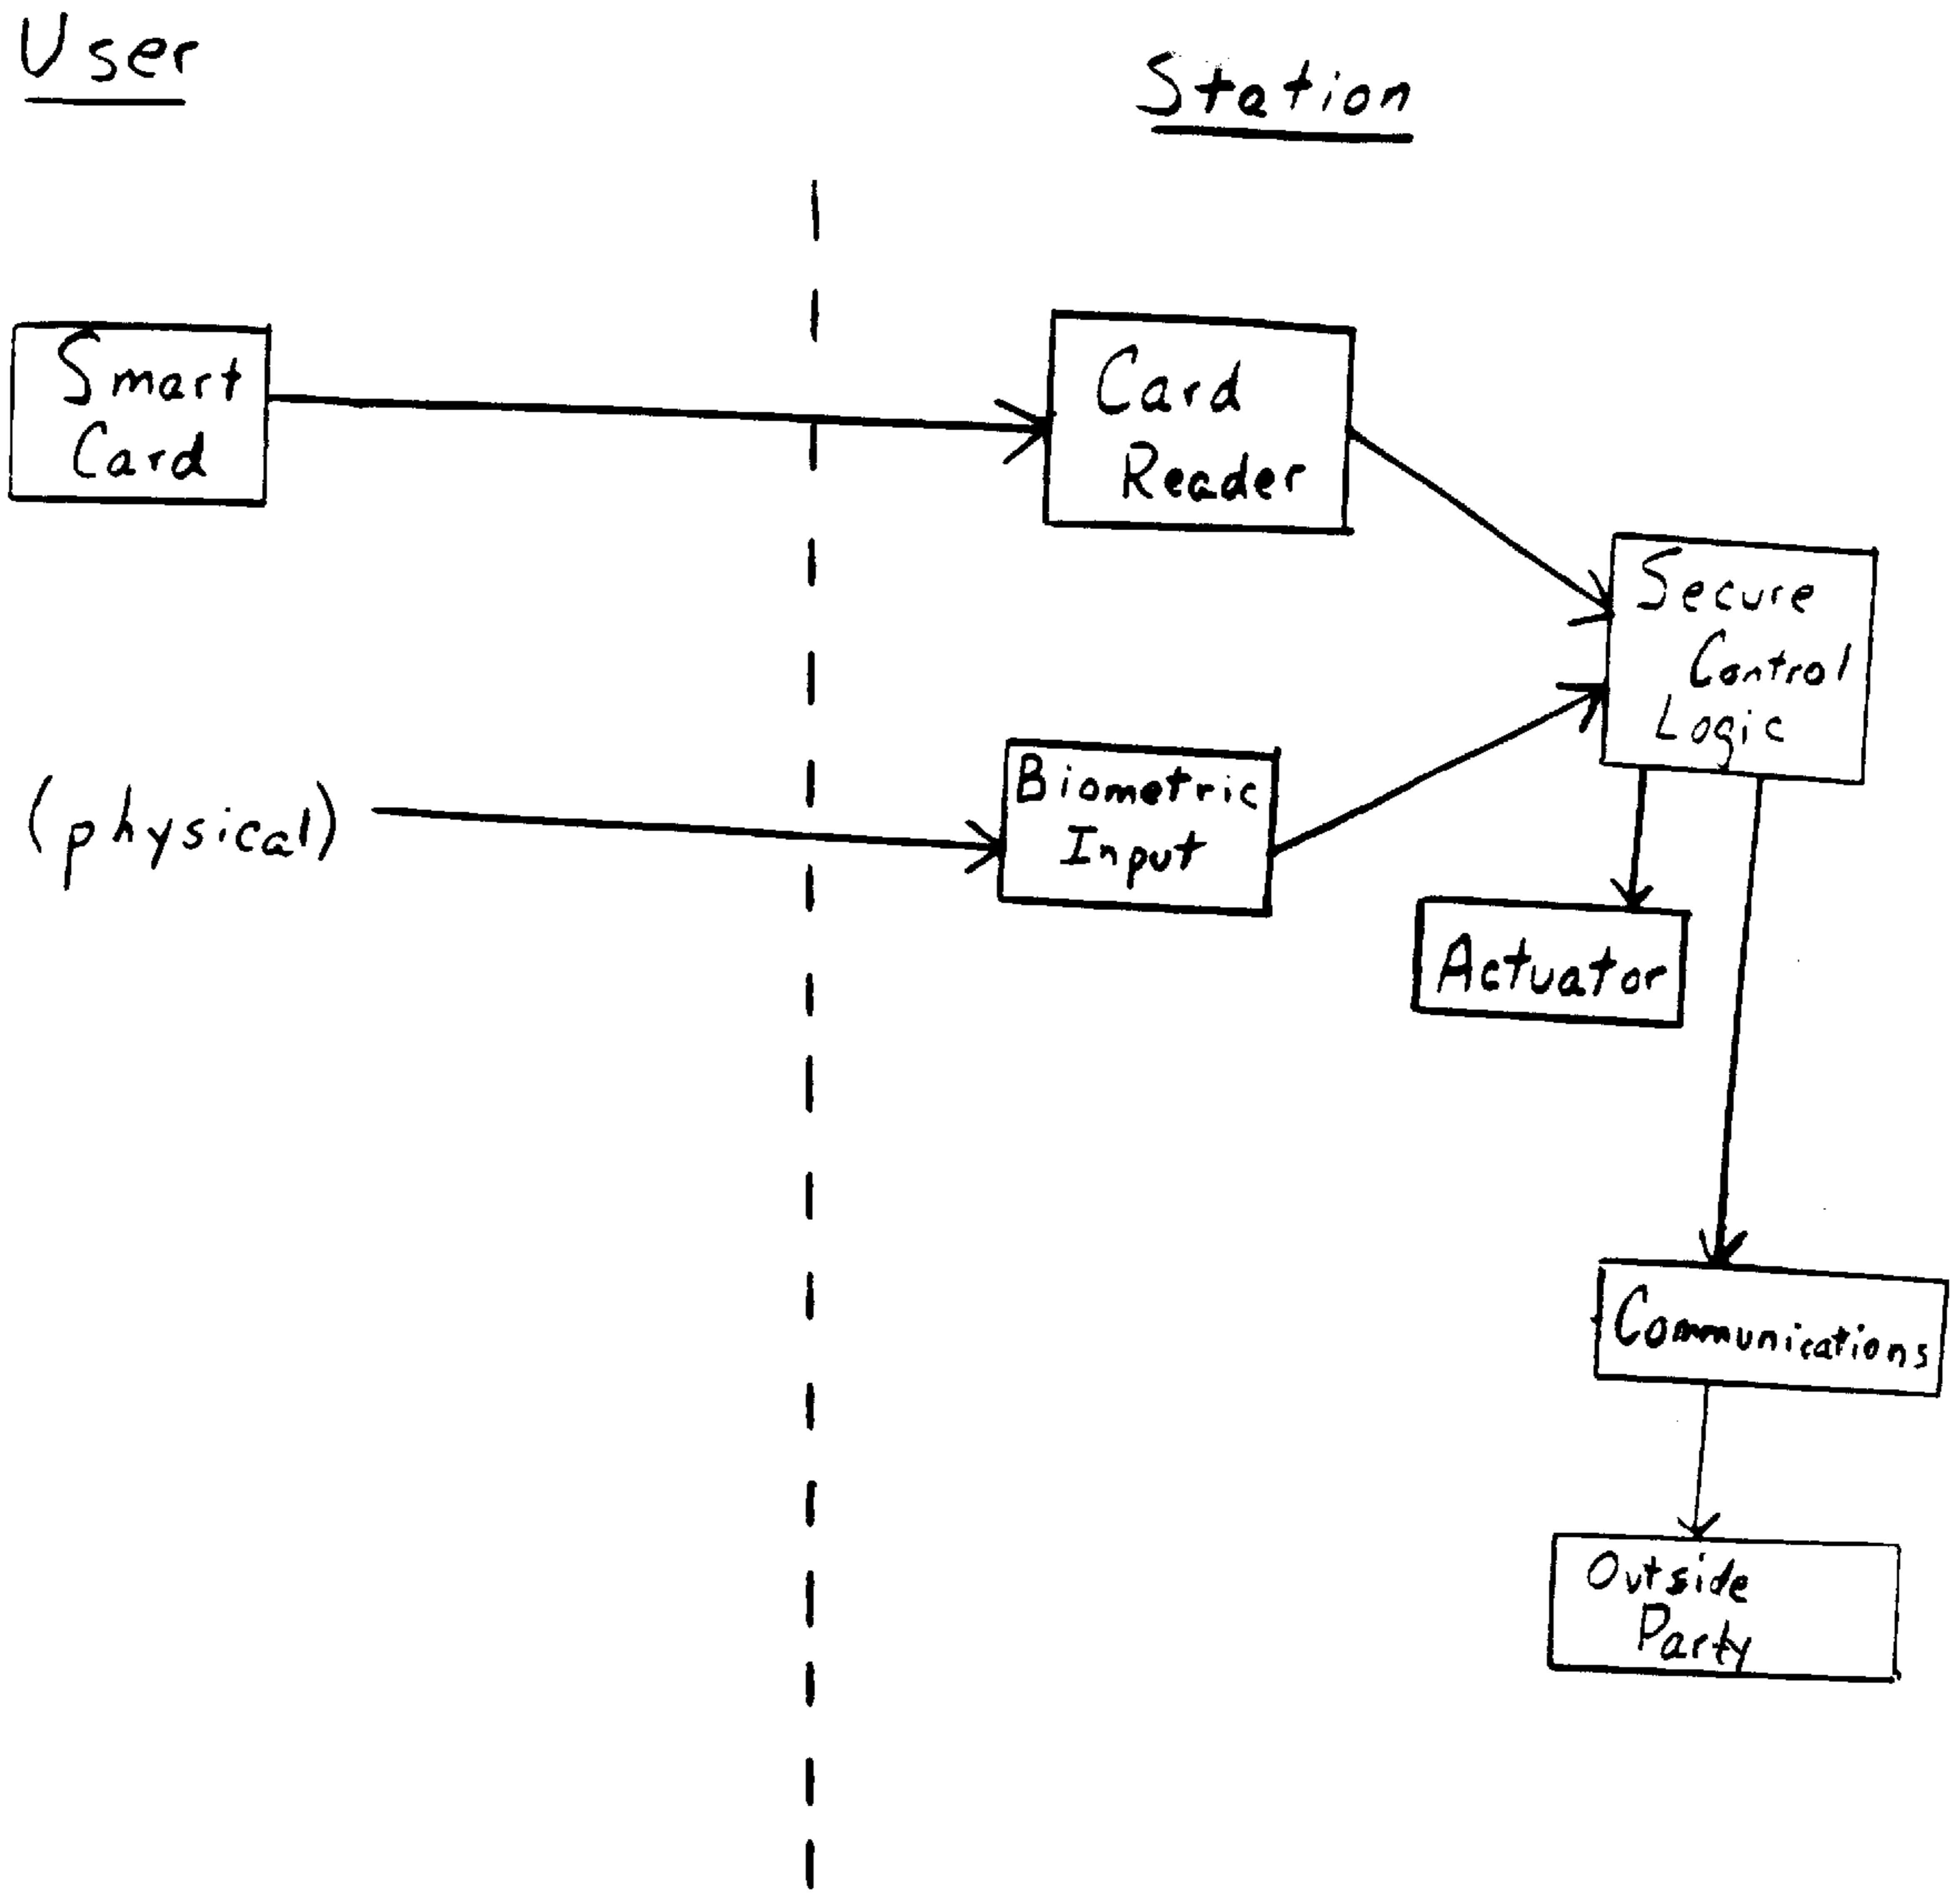 User
Station
Smart
Card
Card
Reader
Secure
Control
Logic
(physical)
Biometric
Input
Actuator
Communications
Outside
Party